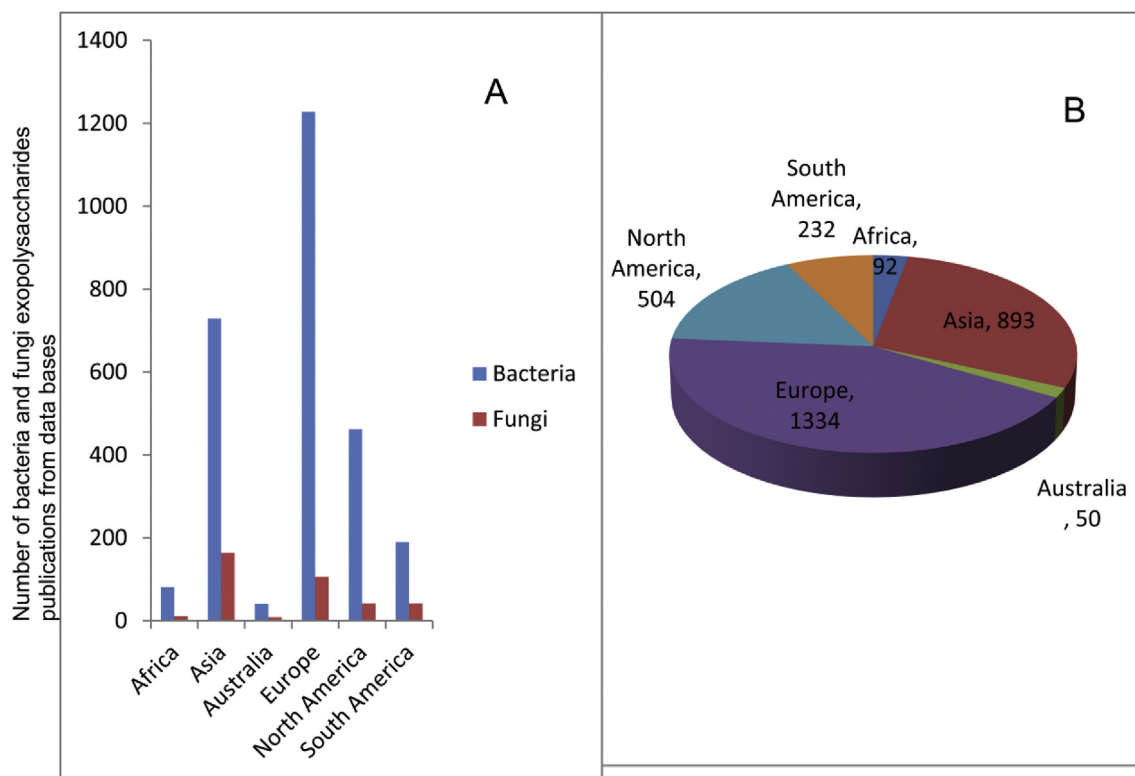 Number of bacteria and fungi exopolysaccharides
publications from data bases
1400
1200
1000
800
600
400
200
0
Africa
Asia
Australia
Europe
North America
South America
A
Bacteria
Fungi
B
South
America,
232
Africa,
92
North
America,
504
Asia, 893
Europe,
1334
Australia
, 50